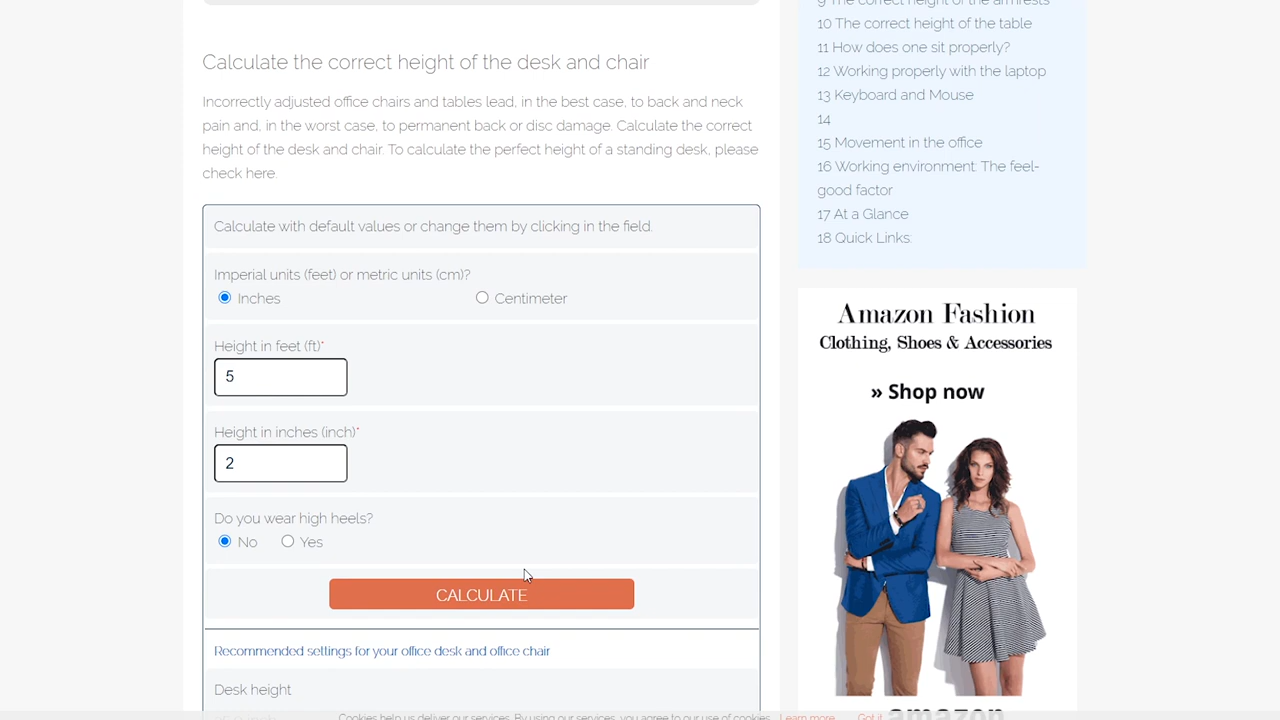 Calculate the correct height of the desk and chair
Incorrectly adjusted office chairs and tables lead, in the best case, to back and neck
pain and, in the worst case, to permanent back or disc damage. Calculate the correct
height of the desk and chair. To calculate the perfect height of a standing desk, please
check here.
Calculate with default values or change them by clicking in the field.
Imperial units (feet) or metric units (cm)?
Inches
Centimeter
Height in feet (ft)*
5
Height in inches (inch)*
2
Do you wear high heels?
No
Yes
CALCULATE
Recommended settings for your office desk and office chair
Desk height
9 The correct height of the armrests
10 The correct height of the table
11 How does one sit properly?
12 Working properly with the laptop
13 Keyboard and Mouse
14
15 Movement in the office
16 Working environment: The feel-
good factor
17 At a Glance
18 Quick Links:
Amazon Fashion
Clothing, Shoes & Accessories
» Shop now
amazon
Cookies help us deliver our services. By using our services, you agree to our use of cookies. Learn more Got it